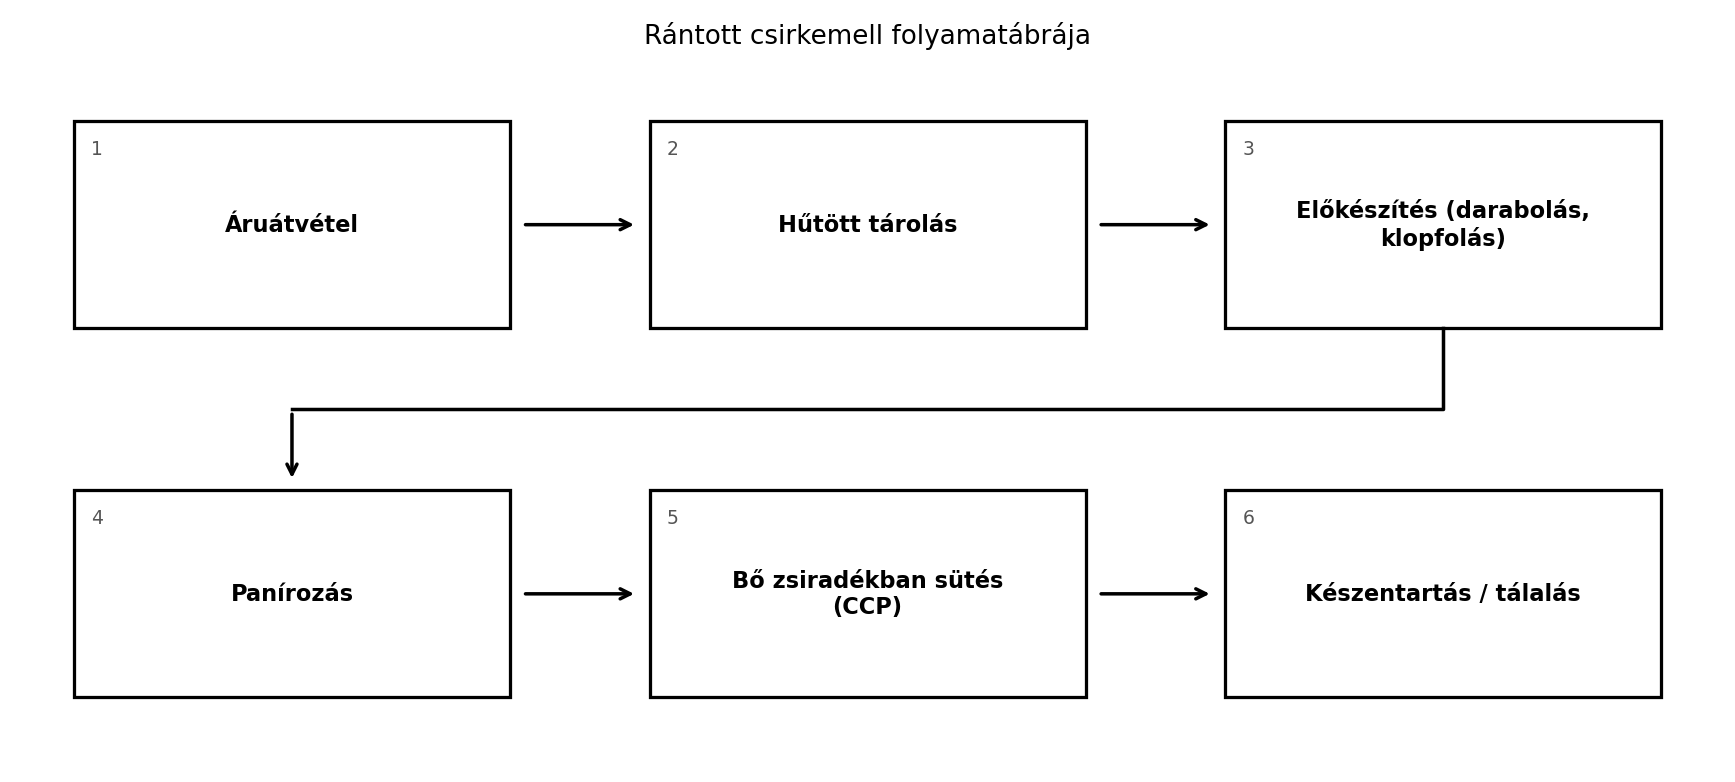 Rántott csirkemell folyamatábrája
1
Áruátvétel
2
Hűtött tárolás
3
Előkészítés (darabolás,
klopfolás)
4
Panírozás
5
Bő zsiradékban sütés
(CCP)
6
Készentartás / tálalás